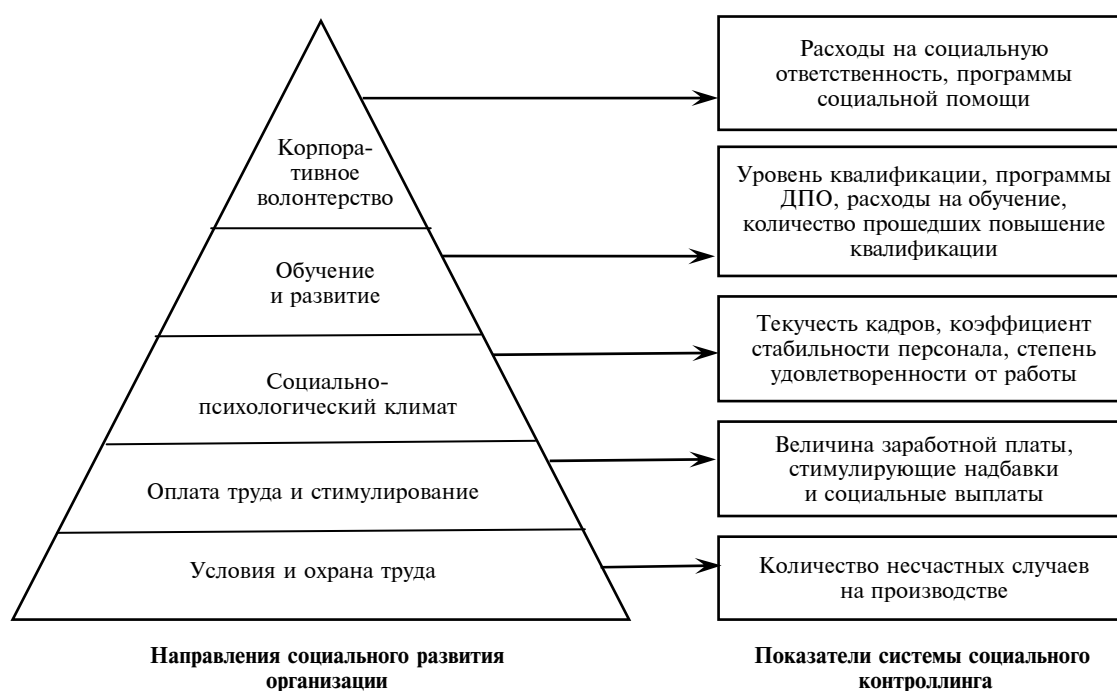 Корпора-
тивное
волонтерство
Обучение
и развитие
Социально-
психологический климат
Оплата труда и стимулирование
Условия и охрана труда
Направления социального развития
организации
Расходы на социальную
ответственность, программы
социальной помощи
Уровень квалификации, программы
ДПО, расходы на обучение,
количество прошедших повышение
квалификации
Текучесть кадров, коэффициент
стабильности персонала, степень
удовлетворенности от работы
Величина заработной платы,
стимулирующие надбавки
и социальные выплаты
Количество несчастных случаев
на производстве
Показатели системы социального
контроллинга